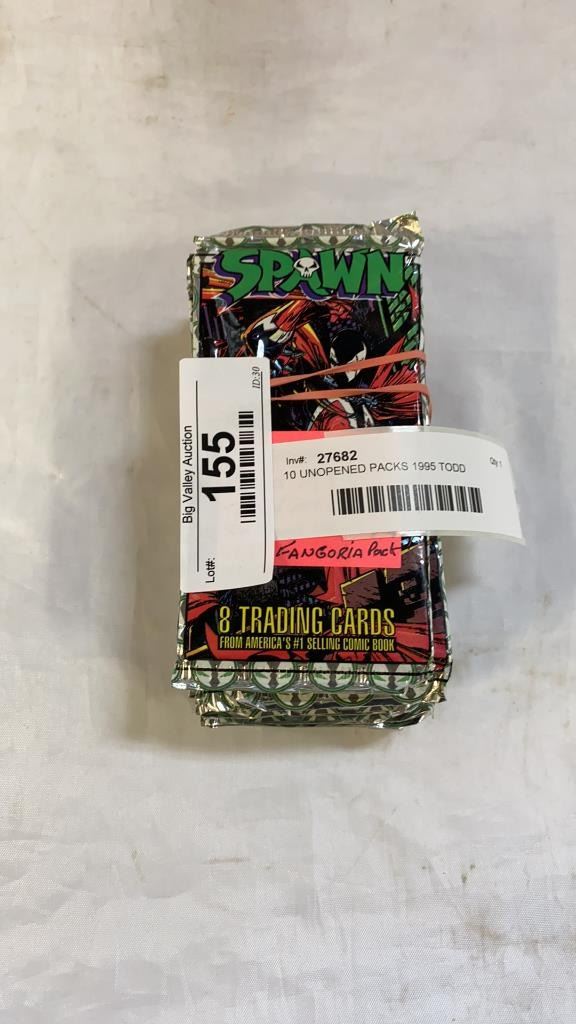 SPAWN
Big Valley Auction
Lot#: 155
ID:30
Inv#: 27682
Qty:1
10 UNOPENED PACKS 1995 TODD
FANGORIA Pack
8 TRADING CARDS
FROM AMERICA'S #1 SELLING COMIC BOOK